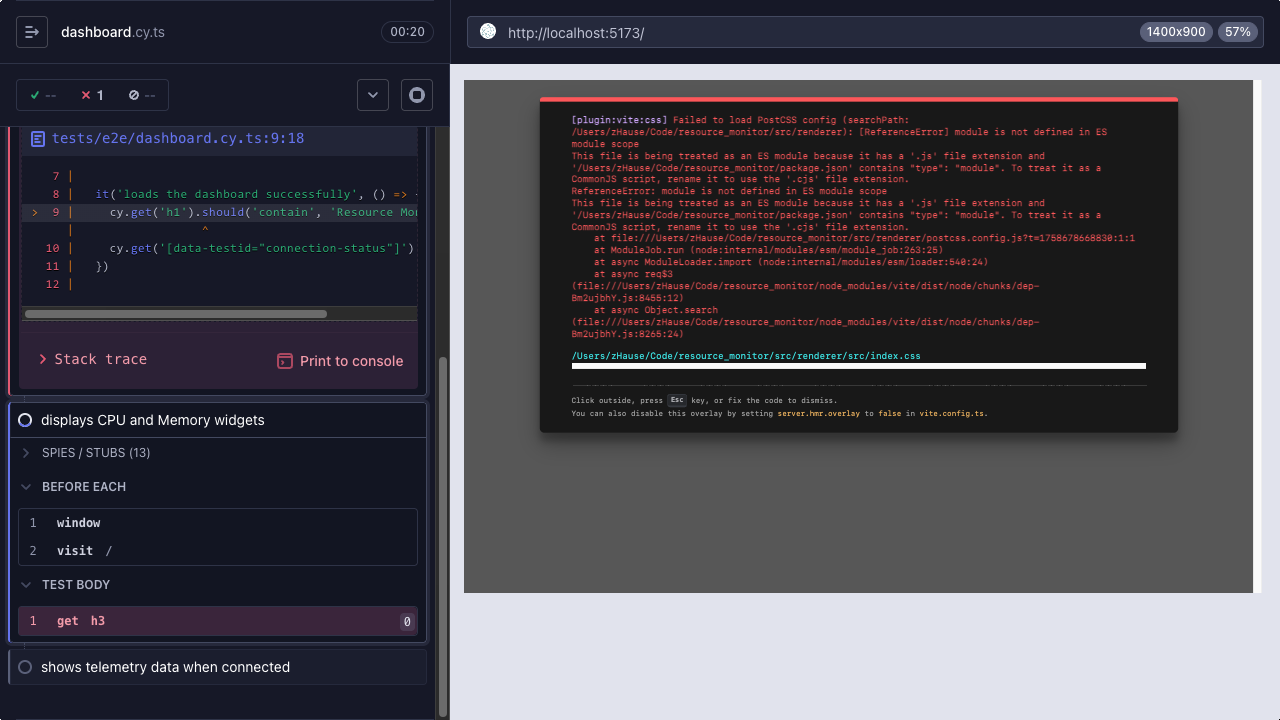 dashboard.cy.ts
00:20
http://localhost:5173/
1400x900
57%
--
1
--
tests/e2e/dashboard.cy.ts:9:18
7 |
8 |   it('loads the dashboard successfully', () =>
> 9 |     cy.get('h1').should('contain', 'Resource Mo
|                  ^
10 |     cy.get('[data-testid="connection-status"]')
11 |   })
12 |
Stack trace
Print to console
displays CPU and Memory widgets
SPIES / STUBS (13)
BEFORE EACH
1 window
2 visit /
TEST BODY
1 get h3 0
shows telemetry data when connected
[plugin:vite:css] Failed to load PostCSS config (searchPath:
/Users/zHause/Code/resource_monitor/src/renderer): [ReferenceError] module is not defined in ES
module scope
This file is being treated as an ES module because it has a '.js' file extension and
'/Users/zHause/Code/resource_monitor/package.json' contains "type": "module". To treat it as a
CommonJS script, rename it to use the '.cjs' file extension.
ReferenceError: module is not defined in ES module scope
This file is being treated as an ES module because it has a '.js' file extension and
'/Users/zHause/Code/resource_monitor/package.json' contains "type": "module". To treat it as a
CommonJS script, rename it to use the '.cjs' file extension.
at file:///Users/zHause/Code/resource_monitor/src/renderer/postcss.config.js?t=1758678668830:1:1
at ModuleJob.run (node:internal/modules/esm/module_job:263:25)
at async ModuleLoader.import (node:internal/modules/esm/loader:540:24)
at async req$3
(file:///Users/zHause/Code/resource_monitor/node_modules/vite/dist/node/chunks/dep-
Bm2ujbhY.js:8455:12)
at async Object.search
(file:///Users/zHause/Code/resource_monitor/node_modules/vite/dist/node/chunks/dep-
Bm2ujbhY.js:8265:24)
/Users/zHause/Code/resource_monitor/src/renderer/src/index.css
Click outside, press Esc key, or fix the code to dismiss.
You can also disable this overlay by setting server.hmr.overlay to false in vite.config.ts.